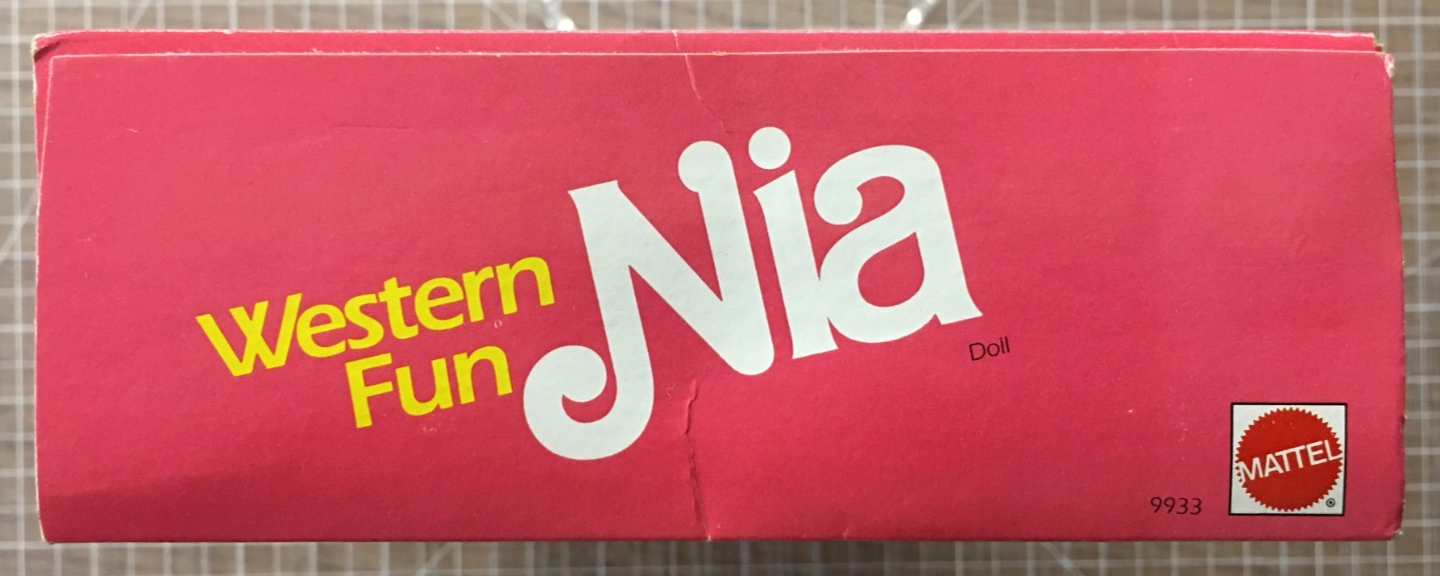 Western
Fun
Nia
Doll
9933
MATTEL
®